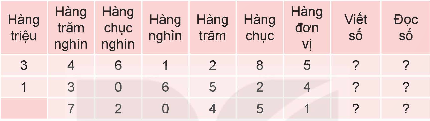 Hàng triệu Hàng trăm nghìn Hàng chục nghìn Hàng nghìn Hàng trăm Hàng chục Hàng đơn vị Viết số Đọc số
3 4 6 1 2 8 5 ? ?
1 3 0 6 5 2 4 ? ?
7 2 0 4 5 1 ? ?